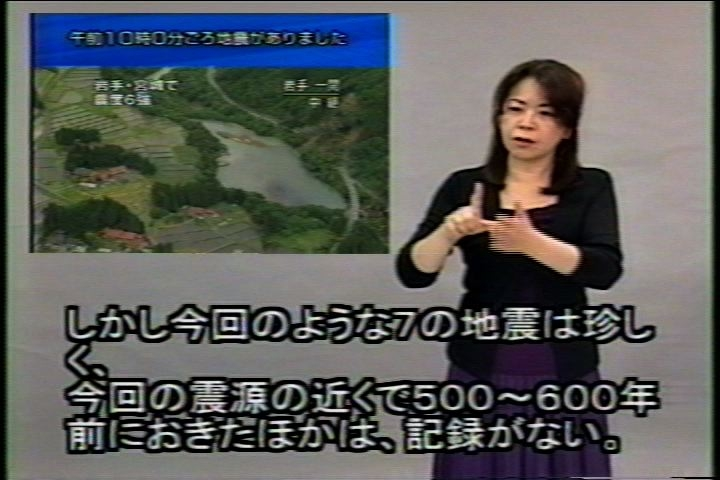 午前10時0分ごろ地震がありました
岩手・宮城で
震度6強
岩手 一関
中継
しかし今回のような7の地震は珍し
く、
今回の震源の近くで500～600年
前におきたほかは、記録がない。